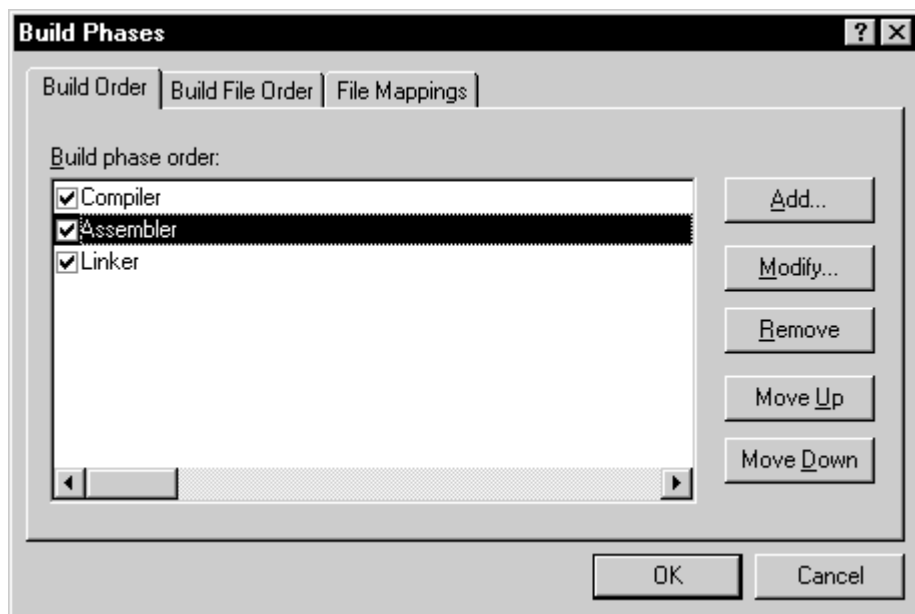 Build Phases
Build Order Build File Order File Mappings
Build phase order:
Compiler
Assembler
Linker
Add...
Modify...
Remove
Move Up
Move Down
OK Cancel